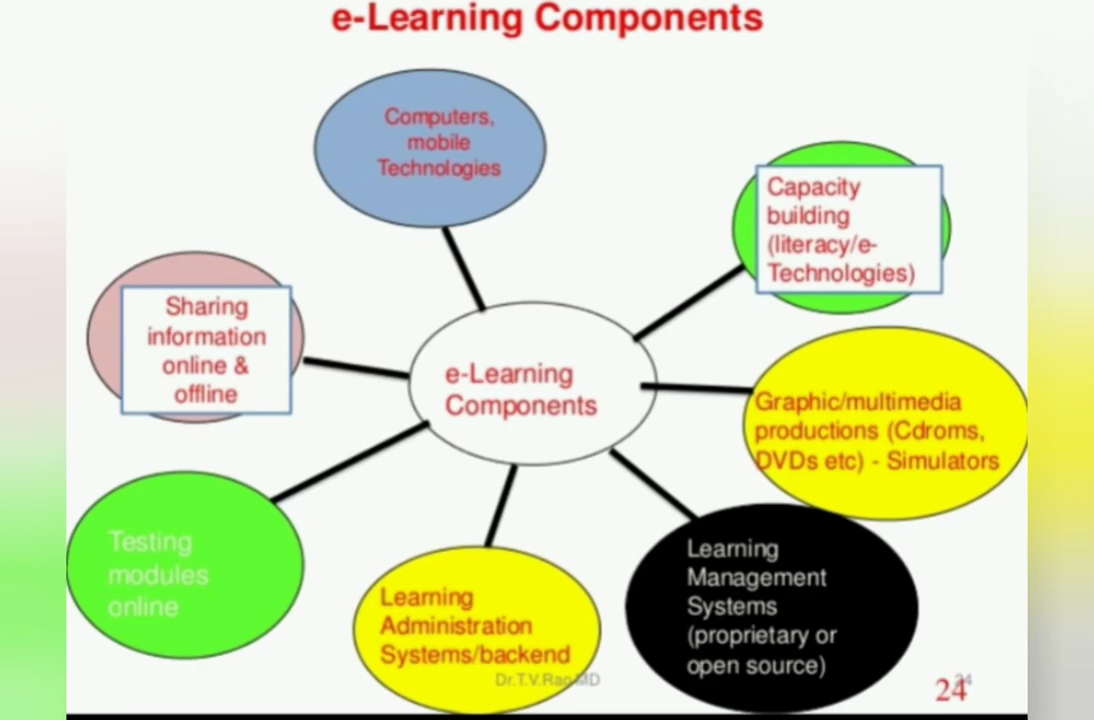 e-Learning Components
Computers,
mobile
Technologies
Capacity
building
(literacy/e-
Technologies)
Sharing
information
online &
offline
e-Learning
Components
Graphic/multimedia
productions (Cdroms,
DVDs etc) - Simulators
Testing
modules
online
Learning
Administration
Systems/backend
Learning
Management
Systems
(proprietary or
open source)
Dr.T.V.Rao MD
24
24